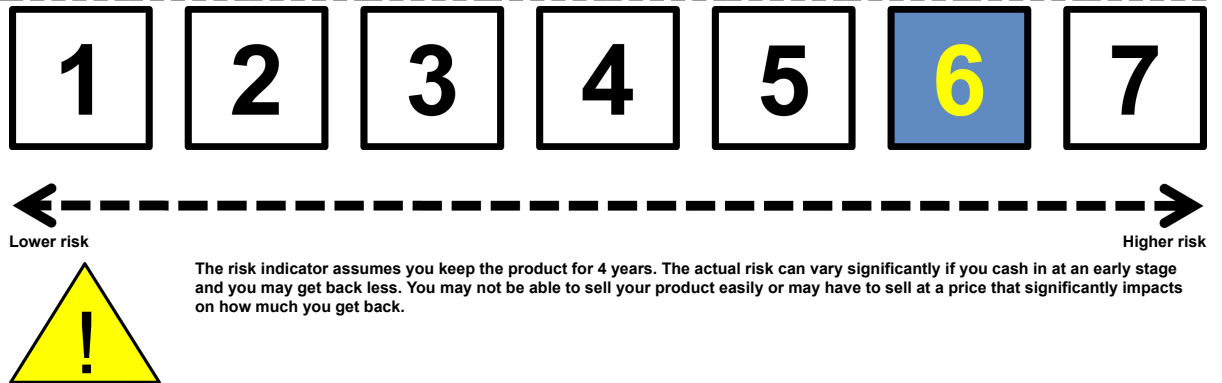 1 2 3 4 5 6 7
Lower risk Higher risk
The risk indicator assumes you keep the product for 4 years. The actual risk can vary significantly if you cash in at an early stage
and you may get back less. You may not be able to sell your product easily or may have to sell at a price that significantly impacts
on how much you get back.
!